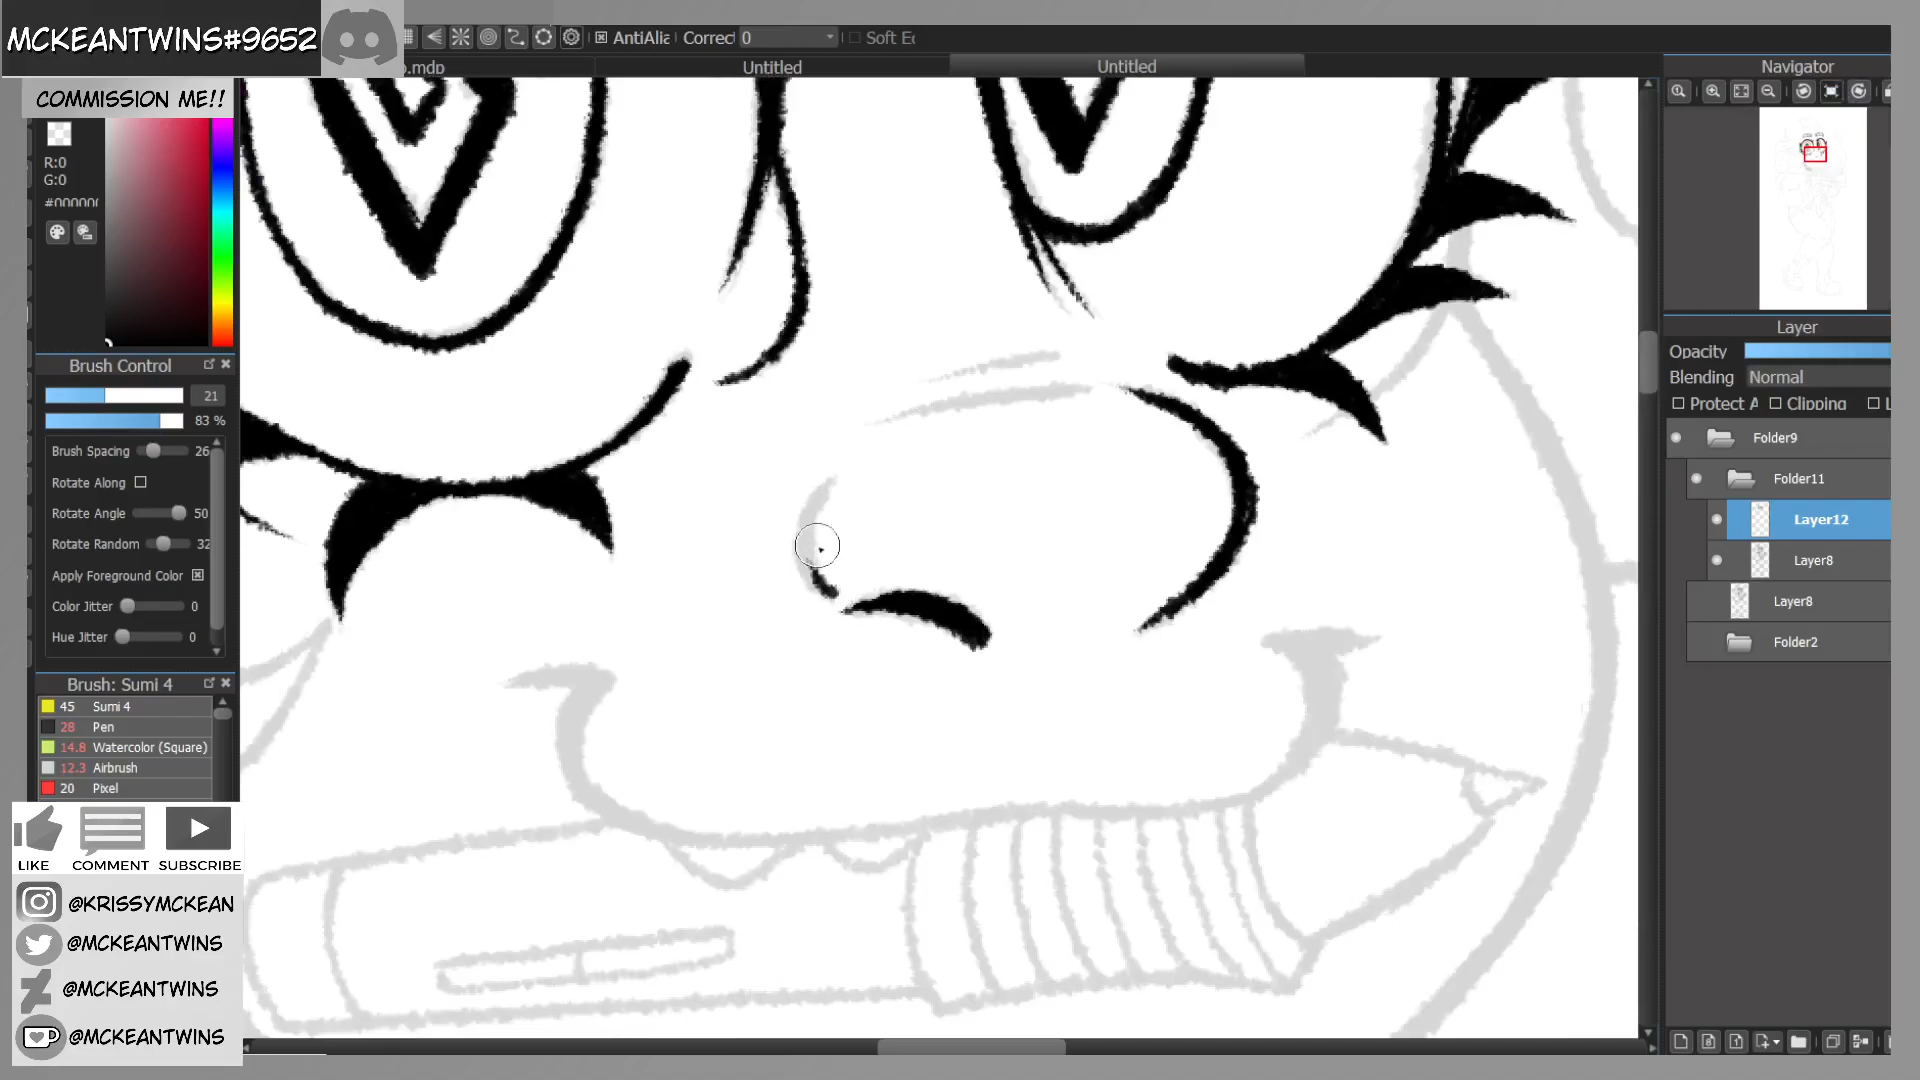 MCKEANTWINS#9652
AntiAlia
Correct
0
Soft Ec
.mdp
Untitled
Untitled
Navigator
COMMISSION ME!!
R:0
G:0
#000000
Brush Control
21
83 %
Brush Spacing
26
Rotate Along
Rotate Angle
50
Rotate Random
32
Apply Foreground Color
Color Jitter
0
Hue Jitter
0
Brush: Sumi 4
45 Sumi 4
28 Pen
14.8 Watercolor (Square)
12.3 Airbrush
20 Pixel
LIKE COMMENT SUBSCRIBE
@KRISSYMCKEAN
@MCKEANTWINS
@MCKEANTWINS
@MCKEANTWINS
Layer
Opacity
Blending Normal
Protect A
Clipping
L
Folder9
Folder11
Layer12
Layer8
Layer8
Folder2